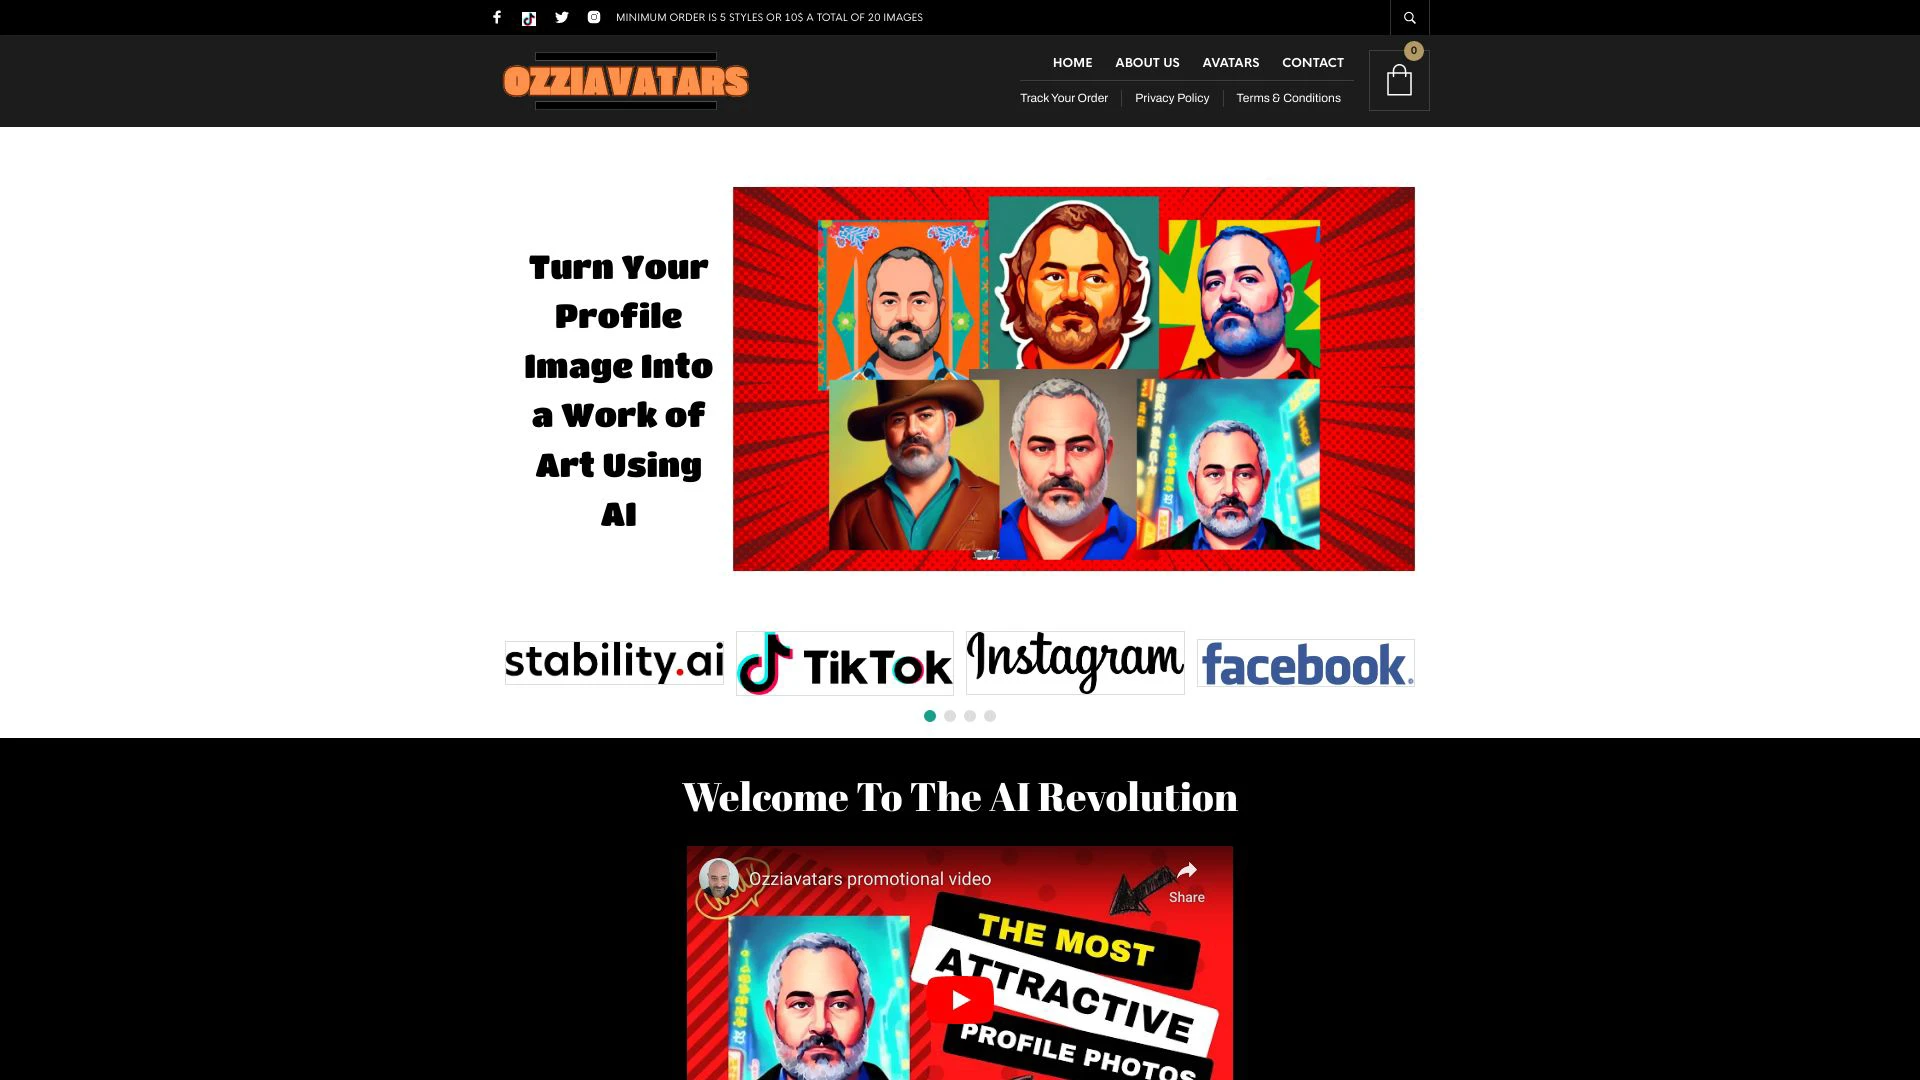 MINIMUM ORDER IS 5 STYLES OR 10$ A TOTAL OF 20 IMAGES
OZZIAVATARS
HOME ABOUT US AVATARS CONTACT
0
Track Your Order Privacy Policy Terms & Conditions
Turn Your
Profile
Image Into
a Work of
Art Using
AI
stability.ai
TikTok
Instagram
facebook
Welcome To The AI Revolution
Ozziavatars promotional video
Share
THE MOST
ATTRACTIVE
PROFILE PHOTOS